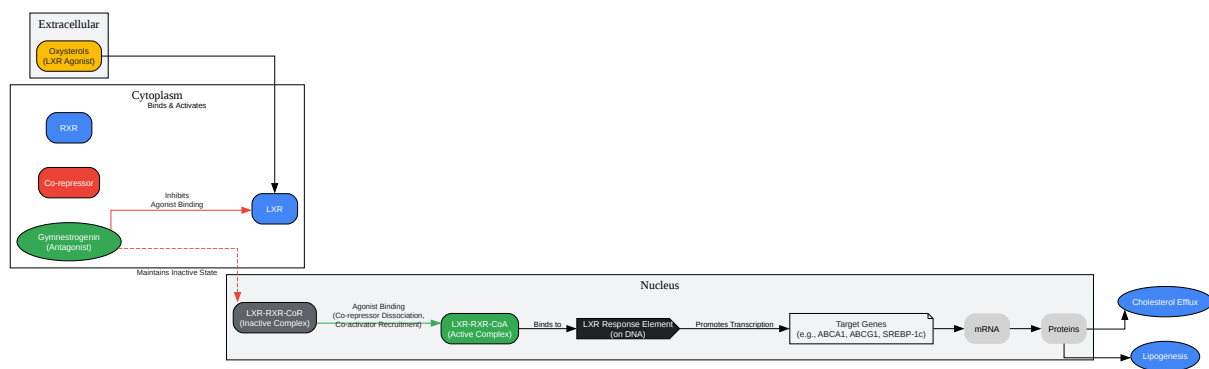 Extracellular
Oxysterols
(LXR Agonist)
Cytoplasm
Binds & Activates
RXR
Co-repressor
Inhibits
Agonist Binding
LXR
Gymnestrogenin
(Antagonist)
Maintains Inactive State
Nucleus
LXR-RXR-CoR
(Inactive Complex)
Agonist Binding
(Co-repressor Dissociation,
Co-activator Recruitment)
LXR-RXR-CoA
(Active Complex)
Binds to
LXR Response Element
(on DNA)
Promotes Transcription
Target Genes
(e.g., ABCA1, ABCG1, SREBP-1c)
mRNA
Proteins
Cholesterol Efflux
Lipogenesis